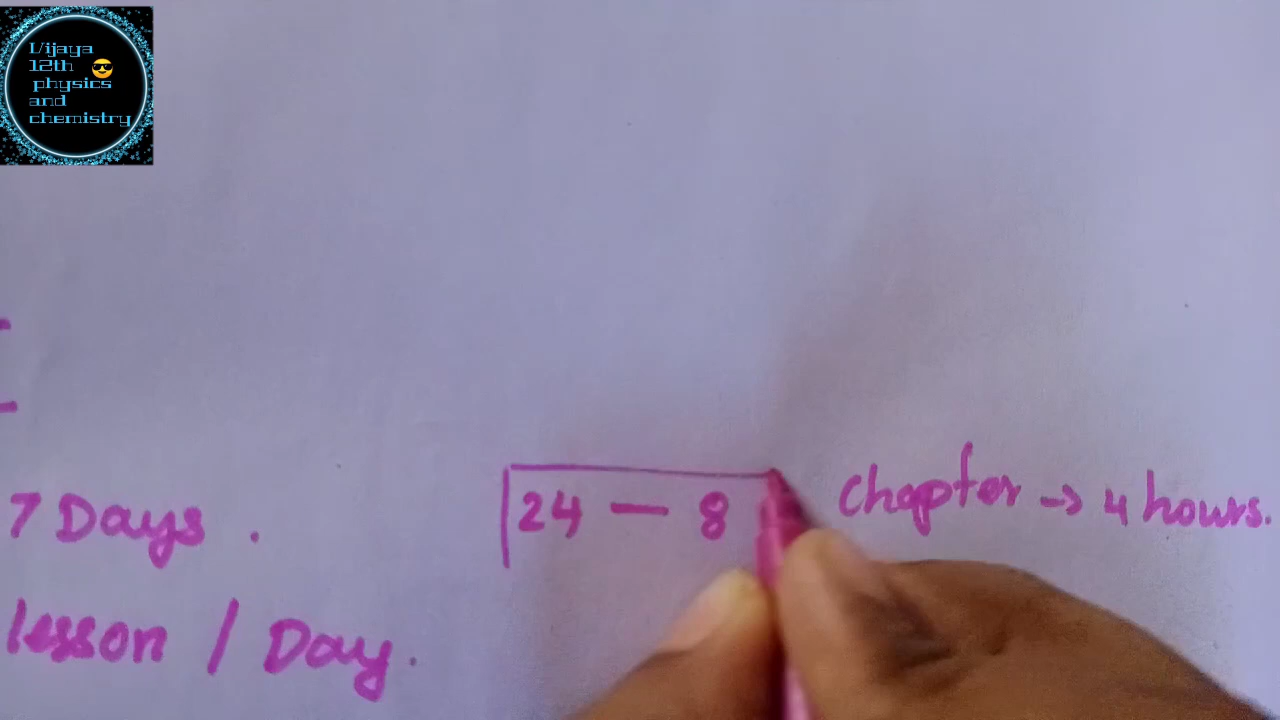 Vijaya
12th
physics
and
chemistry
7 Days .
24 — 8 Chapter -> 4 hours.
lesson / Day.